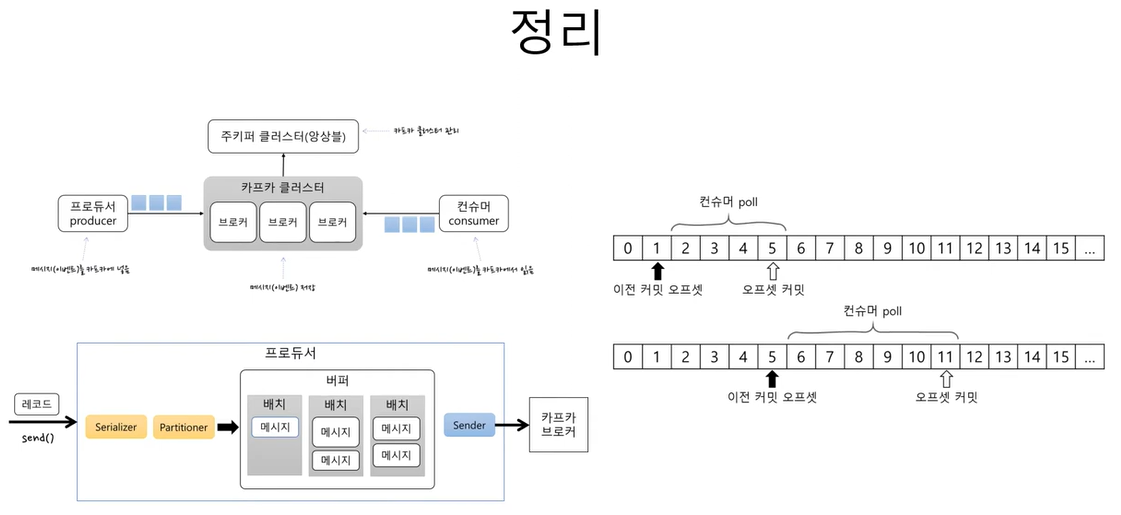 정리
주키퍼 클러스터(앙상블)
카프카 클러스터 관리
카프카 클러스터
프로듀서
producer
브로커
브로커
브로커
컨슈머
consumer
메시지(이벤트)를 카프카에 넣음
메시지(이벤트) 저장
메시지(이벤트)를 카프카에서 읽음
프로듀서
레코드
send()
Serializer
Partitioner
버퍼
배치
메시지
배치
메시지
메시지
배치
메시지
메시지
Sender
카프카
브로커
컨슈머 poll
0 1 2 3 4 5 6 7 8 9 10 11 12 13 14 15 ...
이전 커밋 오프셋
오프셋 커밋
컨슈머 poll
0 1 2 3 4 5 6 7 8 9 10 11 12 13 14 15 ...
이전 커밋 오프셋
오프셋 커밋